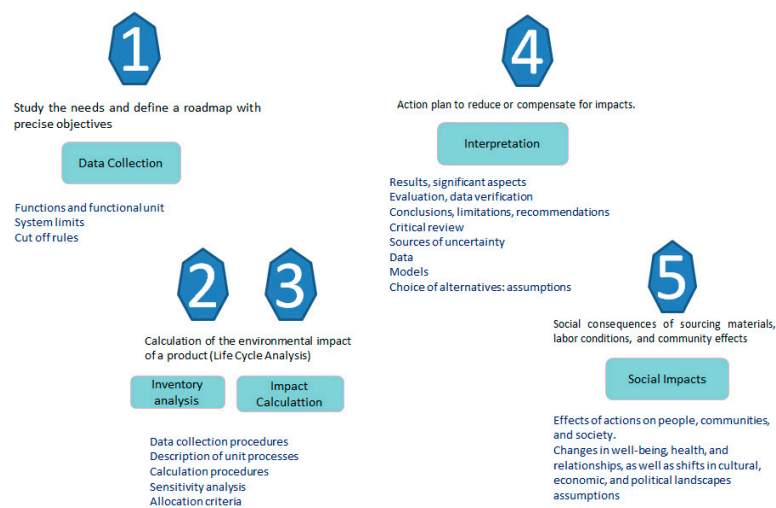 1
Study the needs and define a roadmap with
precise objectives
Data Collection
Functions and functional unit
System limits
Cut off rules
2
3
Calculation of the environmental impact
of a product (Life Cycle Analysis)
Inventory
analysis
Impact
Calculattion
Data collection procedures
Description of unit processes
Calculation procedures
Sensitivity analysis
Allocation criteria
4
Action plan to reduce or compensate for impacts.
Interpretation
Results, significant aspects
Evaluation, data verification
Conclusions, limitations, recommendations
Critical review
Sources of uncertainty
Data
Models
Choice of alternatives: assumptions
5
Social consequences of sourcing materials,
labor conditions, and community effects
Social Impacts
Effects of actions on people, communities,
and society.
Changes in well-being, health, and
relationships, as well as shifts in cultural,
economic, and political landscapes
assumptions